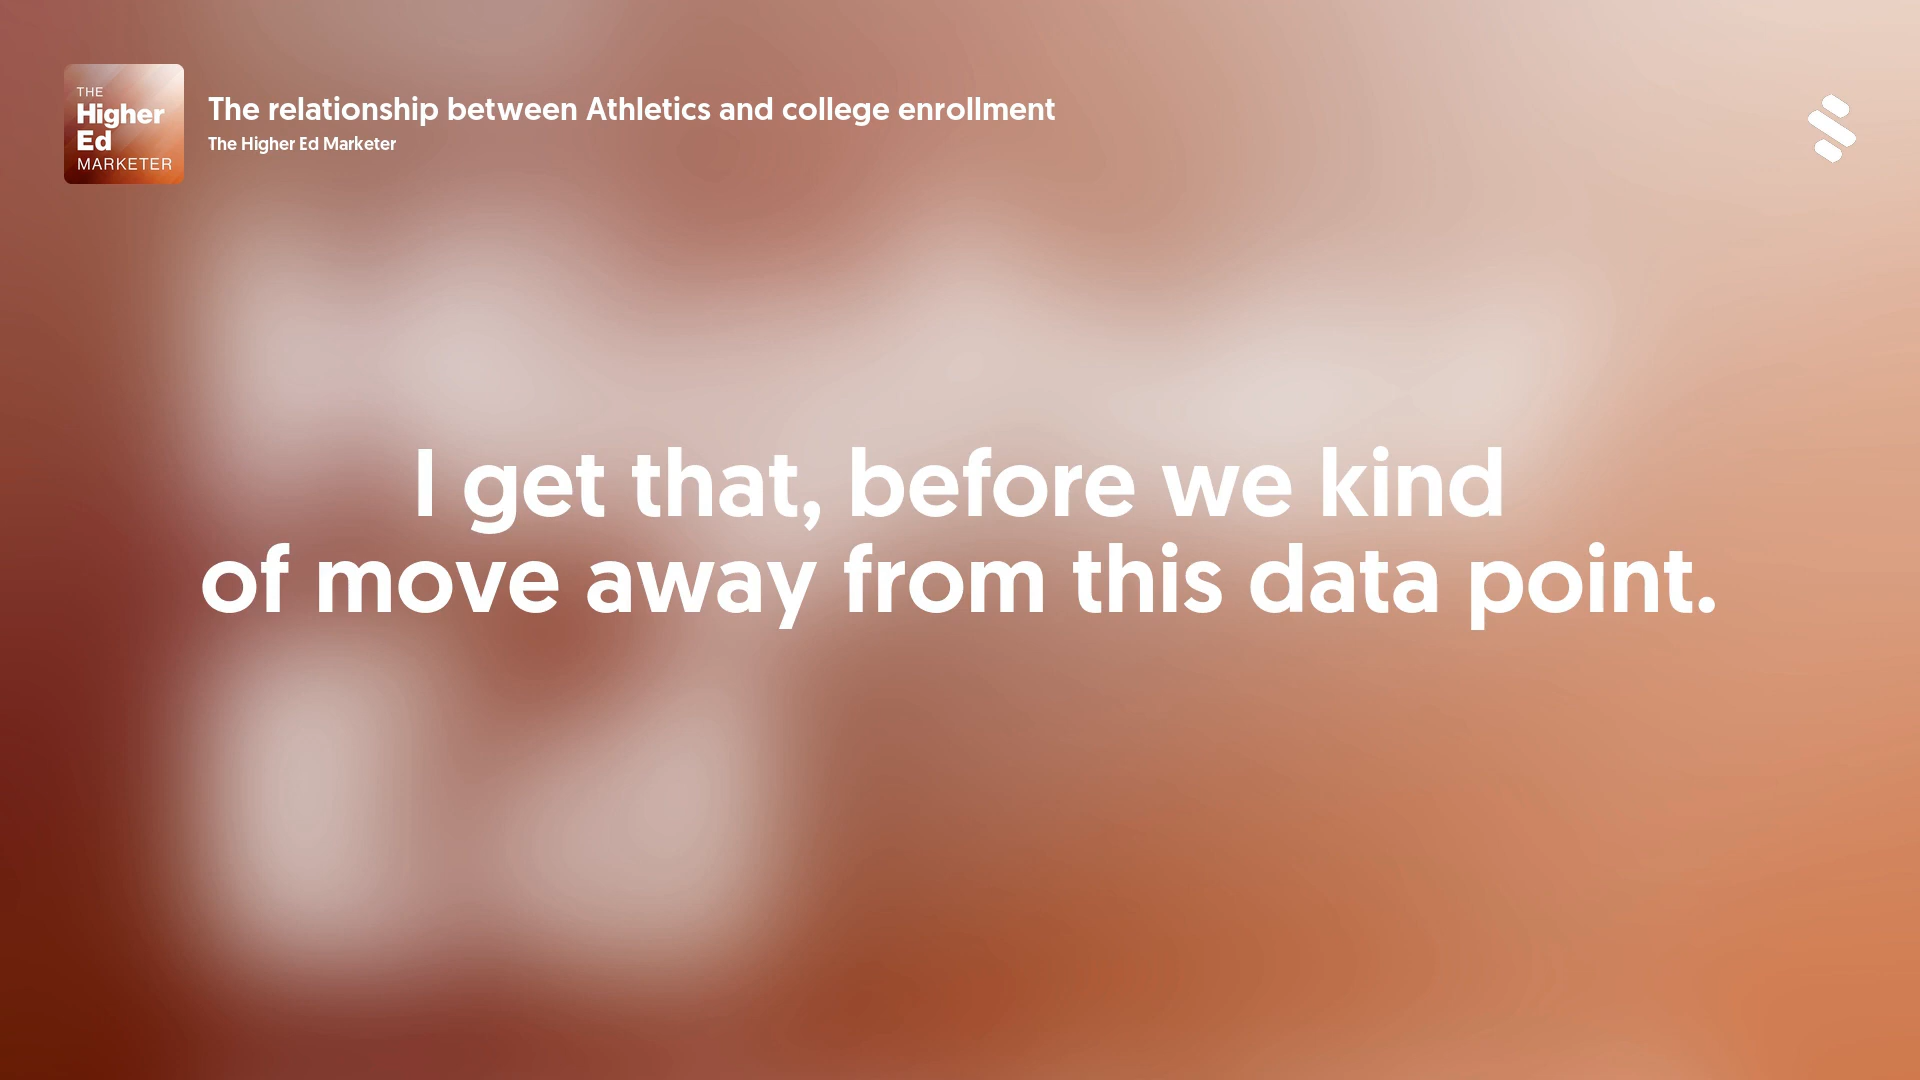 THE
Higher
Ed
MARKETER
The relationship between Athletics and college enrollment
The Higher Ed Marketer
I get that, before we kind
of move away from this data point.